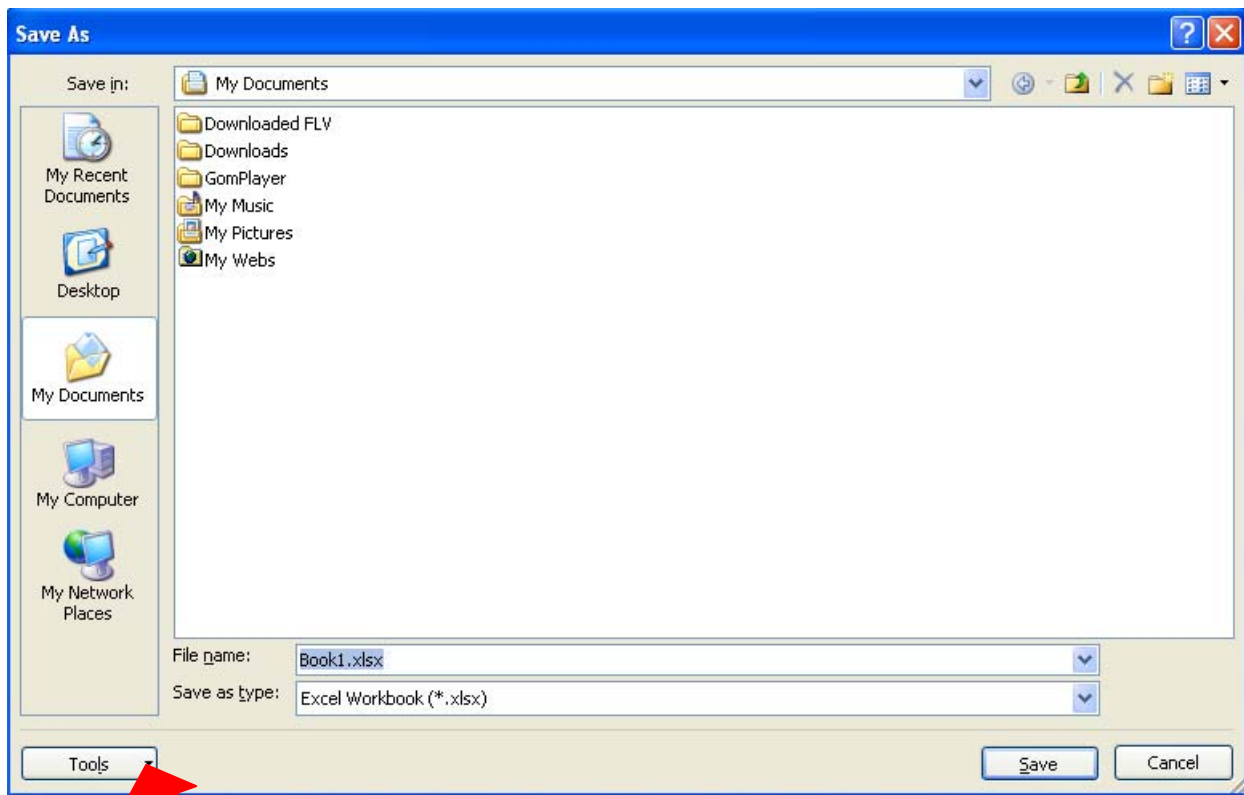 Save As
Save in:
My Documents
My Recent
Documents
Desktop
My Documents
My Computer
My Network
Places
Downloaded FLV
Downloads
GomPlayer
My Music
My Pictures
My Webs
File name:
Book1.xlsx
Save as type:
Excel Workbook (*.xlsx)
Tools
Save
Cancel